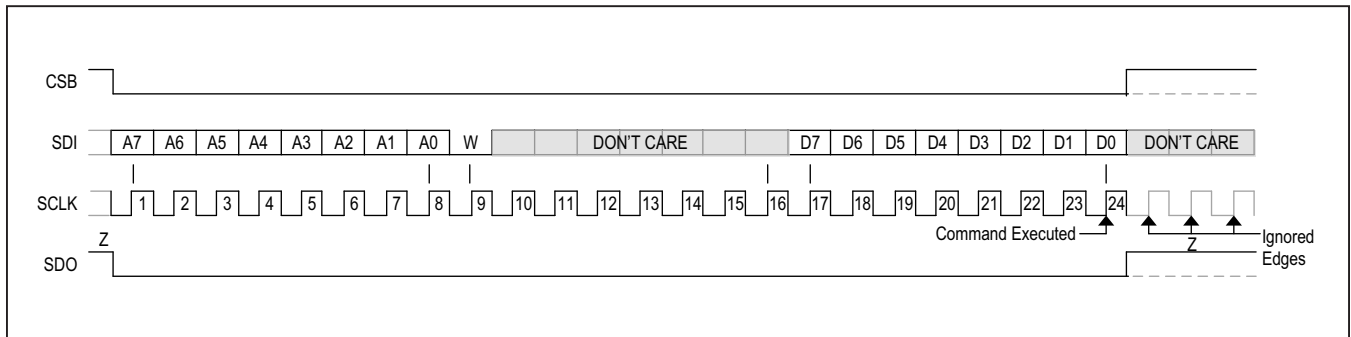 CSB
SDI A7 A6 A5 A4 A3 A2 A1 A0 W DON'T CARE D7 D6 D5 D4 D3 D2 D1 D0 DON'T CARE
SCLK 1 2 3 4 5 6 7 8 9 10 11 12 13 14 15 16 17 18 19 20 21 22 23 24
Command Executed Ignored
Z Z
SDO Edges